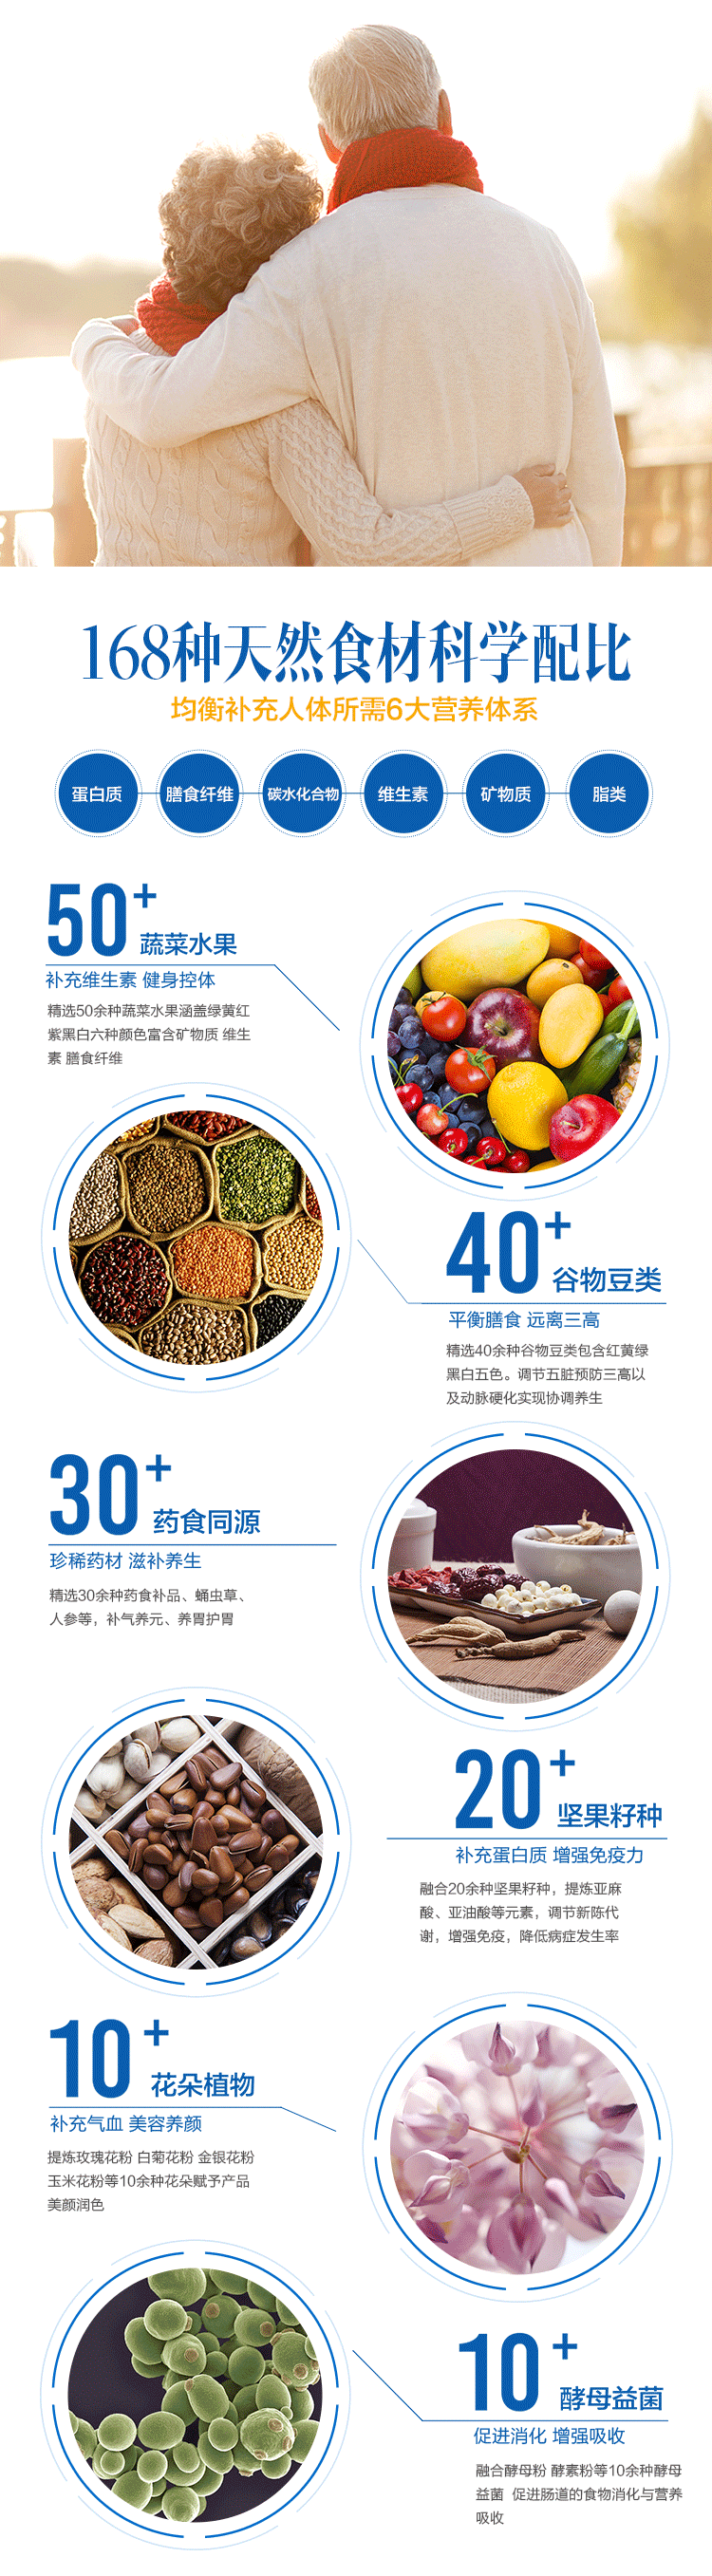 168种天然食材科学配比
均衡补充人体所需6大营养体系
蛋白质 膳食纤维 碳水化合物 维生素 矿物质 脂类
50+ 蔬菜水果
补充维生素 健身控体
精选50余种蔬菜水果涵盖绿黄红
紫黑白六种颜色富含矿物质 维生
素 膳食纤维
40+ 谷物豆类
平衡膳食 远离三高
精选40余种谷物豆类包含红黄绿
黑白五色。调节五脏预防三高以
及动脉硬化实现协调养生
30+ 药食同源
珍稀药材 滋补养生
精选30余种药食补品、蛹虫草、
人参等，补气养元、养胃护胃
20+ 坚果籽种
补充蛋白质 增强免疫力
融合20余种坚果籽种，提炼亚麻
酸、亚油酸等元素，调节新陈代
谢，增强免疫，降低病症发生率
10+ 花朵植物
补充气血 美容养颜
提炼玫瑰花粉 白菊花粉 金银花粉
玉米花粉等10余种花朵赋予产品
美颜润色
10+ 酵母益菌
促进消化 增强吸收
融合酵母粉 酵素粉等10余种酵母
益菌 促进肠道的食物消化与营养
吸收